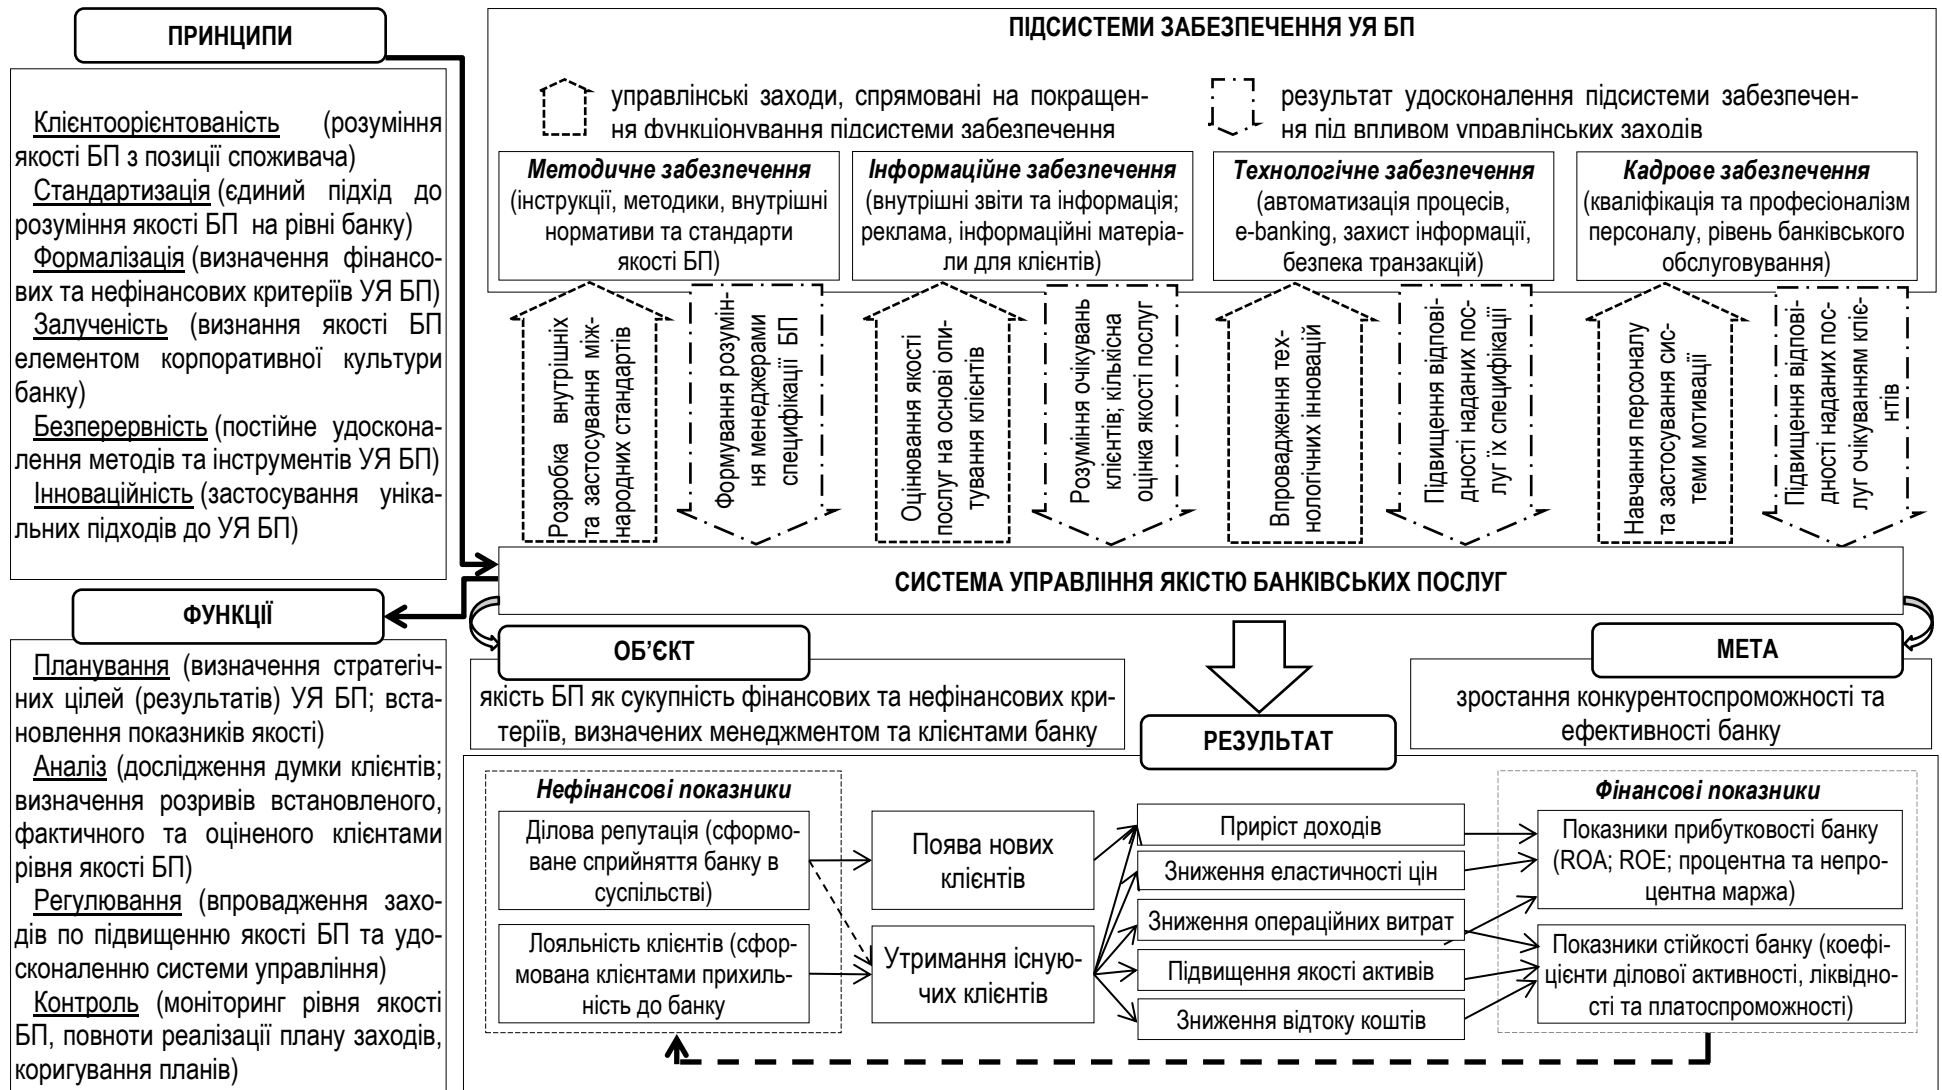 ПРИНЦИПИ
Клієнтоорієнтованість (розуміння
якості БП з позиції споживача)
Стандартизація (єдиний підхід до
розуміння якості БП на рівні банку)
Формалізація (визначення фінансо-
вих та нефінансових критеріїв УЯ БП)
Залученість (визнання якості БП
елементом корпоративної культури
банку)
Безперервність (постійне удоскона-
лення методів та інструментів УЯ БП)
Інноваційність (застосування уніка-
льних підходів до УЯ БП)
ФУНКЦІЇ
Планування (визначення стратегіч-
них цілей (результатів) УЯ БП; вста-
новлення показників якості)
Аналіз (дослідження думки клієнтів;
визначення розривів встановленого,
фактичного та оціненого клієнтами
рівня якості БП)
Регулювання (впровадження захо-
дів по підвищенню якості БП та удо-
сконаленню системи управління)
Контроль (моніторинг рівня якості
БП, повноти реалізації плану заходів,
коригування планів)
ПІДСИСТЕМИ ЗАБЕЗПЕЧЕННЯ УЯ БП
управлінські заходи, спрямовані на покращен-
ня функціонування підсистеми забезпечення
результат удосконалення підсистеми забезпечен-
ня під впливом управлінських заходів
Методичне забезпечення
(інструкції, методики, внутрішні
нормативи та стандарти
якості БП)
Інформаційне забезпечення
(внутрішні звіти та інформація;
реклама, інформаційні матеріа-
ли для клієнтів)
Технологічне забезпечення
(автоматизація процесів,
e-banking, захист інформації,
безпека транзакцій)
Кадрове забезпечення
(кваліфікація та професіоналізм
персоналу, рівень банківського
обслуговування)
Розробка внутрішніх
та застосування між-
народних стандартів
Формування розумін-
ня менеджерами
специфікації БП
Оцінювання якості
послуг на основі опи-
тування клієнтів
Розуміння очікувань
клієнтів; кількісна
оцінка якості послуг
Впровадження тех-
нологічних інновацій
Підвищення відпові-
дності наданих пос-
луг їх специфікації
Навчання персоналу
та застосування сис-
теми мотивації
Підвищення відпові-
дності наданих пос-
луг очікуванням кліє-
нтів
СИСТЕМА УПРАВЛІННЯ ЯКІСТЮ БАНКІВСЬКИХ ПОСЛУГ
ОБ’ЄКТ
якість БП як сукупність фінансових та нефінансових кри-
теріїв, визначених менеджментом та клієнтами банку
МЕТА
зростання конкурентоспроможності та
ефективності банку
РЕЗУЛЬТАТ
Нефінансові показники
Ділова репутація (сформо-
ване сприйняття банку в
суспільстві)
Лояльність клієнтів (сфор-
мована клієнтами прихиль-
ність до банку
Поява нових
клієнтів
Утримання існую-
чих клієнтів
Приріст доходів
Зниження еластичності цін
Зниження операційних витрат
Підвищення якості активів
Зниження відтоку коштів
Фінансові показники
Показники прибутковості банку
(ROA; ROE; процентна та непро-
центна маржа)
Показники стійкості банку (коефі-
цієнти ділової активності, ліквідно-
сті та платоспроможності)